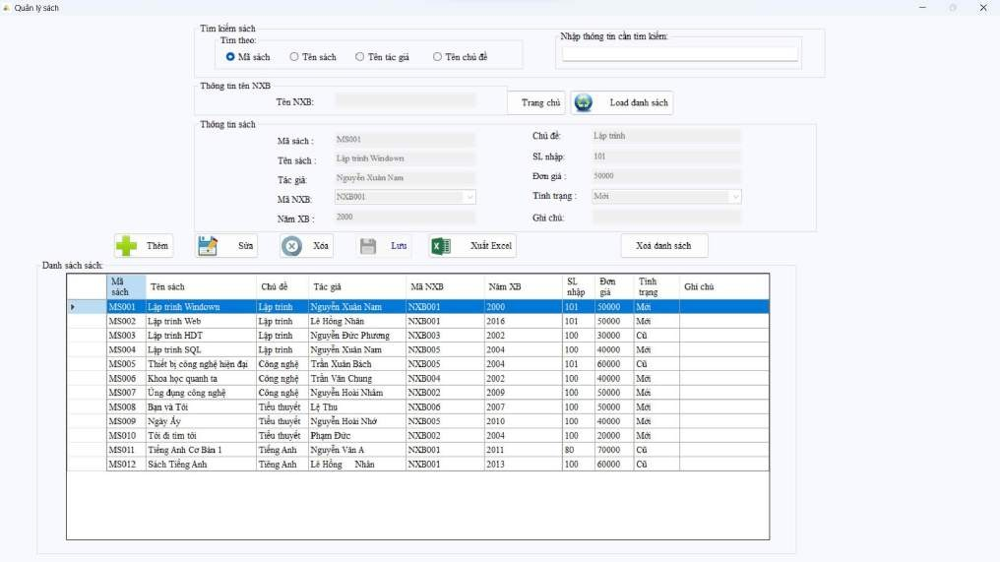 Quản lý sách
Tìm kiếm sách
Tìm theo:
Mã sách Tên sách Tên tác giả Tên chủ đề
Nhập thông tin cần tìm kiếm:
Thông tin tên NXB
Tên NXB:
Trang chủ Load danh sách
Thông tin sách
Mã sách : MS001
Tên sách : Lập trình Windown
Tác giả: Nguyễn Xuân Nam
Mã NXB: NXB001
Năm XB : 2000
Chủ đề: Lập trình
SL nhập: 101
Đơn giá : 50000
Tình trạng : Mới
Ghi chú:
Thêm Sửa Xóa Lưu Xuất Excel Xoá danh sách
Danh sách sách:
Mã sách Tên sách Chủ đề Tác giả Mã NXB Năm XB SL nhập Đơn giá Tình trạng Ghi chú
MS001 Lập trình Windown Lập trình Nguyễn Xuân Nam NXB001 2000 101 50000 Mới
MS002 Lập trình Web Lập trình Lê Hồng Nhân NXB001 2016 101 50000 Mới
MS003 Lập trình HDT Lập trình Nguyễn Đức Phương NXB003 2002 100 30000 Cũ
MS004 Lập trình SQL Lập trình Nguyễn Xuân Nam NXB005 2004 100 40000 Mới
MS005 Thiết bị công nghệ hiện đại Công nghệ Trần Xuân Bách NXB005 2004 101 60000 Cũ
MS006 Khoa học quanh ta Công nghệ Trần Văn Chung NXB004 2002 100 40000 Mới
MS007 Ứng dụng công nghệ Công nghệ Nguyễn Hoài Nhâm NXB002 2009 100 50000 Mới
MS008 Bạn và Tôi Tiểu thuyết Lệ Thu NXB006 2007 100 50000 Mới
MS009 Ngày Ấy Tiểu thuyết Nguyễn Hoài Nhớ NXB005 2010 100 40000 Mới
MS010 Tôi đi tìm tôi Tiểu thuyết Phạm Đức NXB002 2004 100 20000 Mới
MS011 Tiếng Anh Cơ Bản 1 Tiếng Anh Nguyễn Văn A NXB001 2011 80 70000 Cũ
MS012 Sách Tiếng Anh Tiếng Anh Lê Hồng Nhân NXB001 2013 100 60000 Cũ